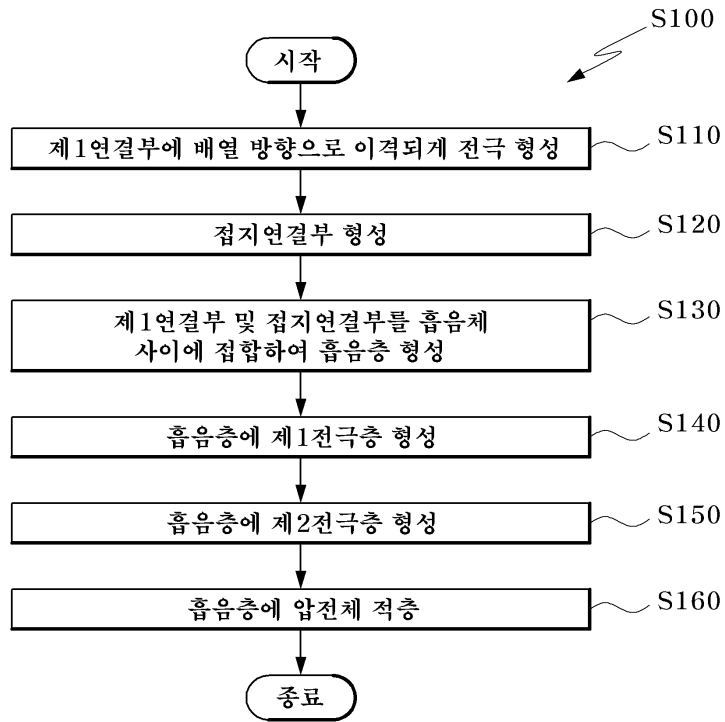 S100
시작
제1연결부에 배열 방향으로 이격되게 전극 형성
S110
접지연결부 형성
S120
제1연결부 및 접지연결부를 흡음체
사이에 접합하여 흡음층 형성
S130
흡음층에 제1전극층 형성
S140
흡음층에 제2전극층 형성
S150
흡음층에 압전체 적층
S160
종료